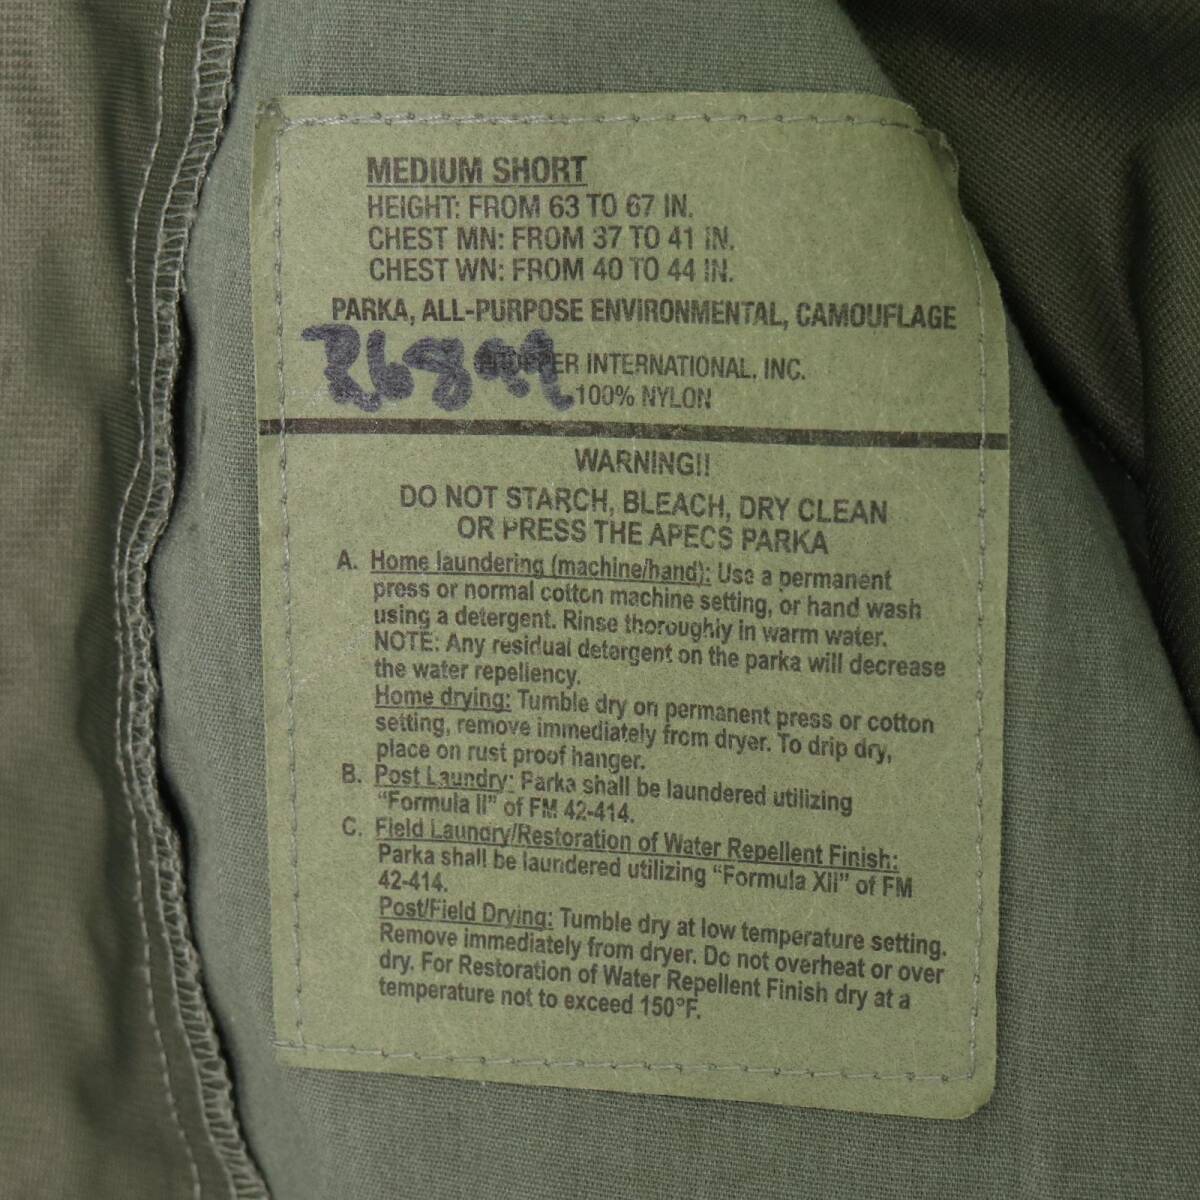 MEDIUM SHORT
HEIGHT: FROM 63 TO 67 IN.
CHEST MN: FROM 37 TO 41 IN.
CHEST WN: FROM 40 TO 44 IN.
PARKA, ALL-PURPOSE ENVIRONMENTAL, CAMOUFLAGE
INTERNATIONAL, INC.
100% NYLON
WARNING!!
DO NOT STARCH, BLEACH, DRY CLEAN
OR PRESS THE APECS PARKA
A. Home laundering (machine/hand): Use a permanent
press or normal cotton machine setting, or hand wash
using a detergent. Rinse thoroughly in warm water.
NOTE: Any residual detergent on the parka will decrease
the water repellency.
Home drying: Tumble dry on permanent press or cotton
setting, remove immediately from dryer. To drip dry,
place on rust proof hanger.
B. Post Laundry: Parka shall be laundered utilizing
"Formula II" of FM 42-414.
C. Field Laundry/Restoration of Water Repellent Finish:
Parka shall be laundered utilizing "Formula XII" of FM
42-414.
Post/Field Drying: Tumble dry at low temperature setting.
Remove immediately from dryer. Do not overheat or over
dry. For Restoration of Water Repellent Finish dry at a
temperature not to exceed 150°F.